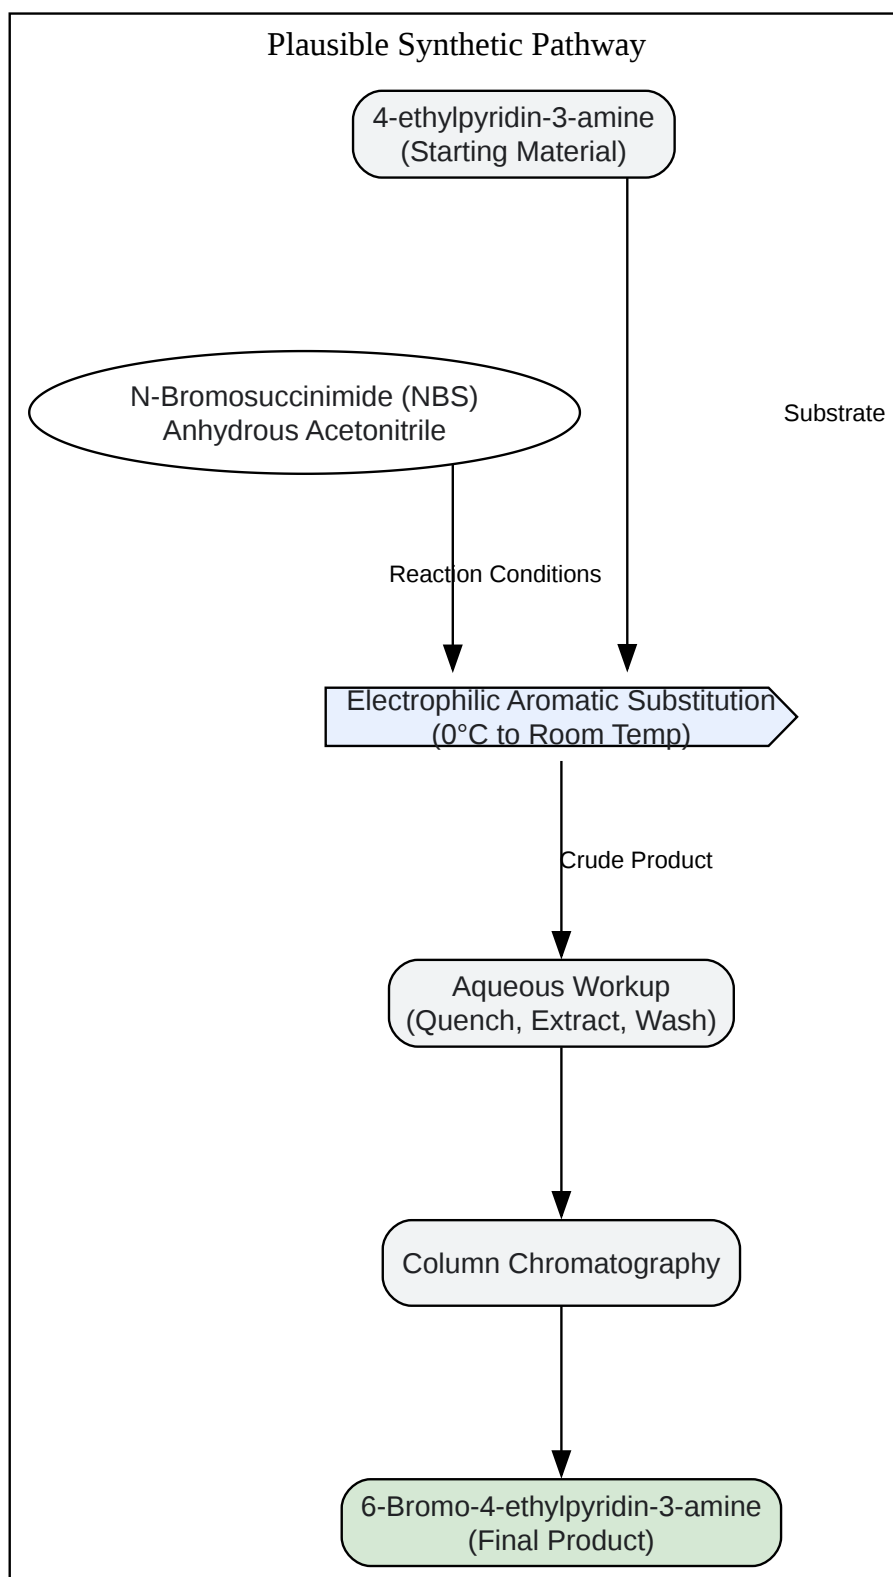 Plausible Synthetic Pathway
4-ethylpyridin-3-amine
(Starting Material)
N-Bromosuccinimide (NBS)
Anhydrous Acetonitrile
Substrate
Reaction Conditions
Electrophilic Aromatic Substitution
(0°C to Room Temp)
Crude Product
Aqueous Workup
(Quench, Extract, Wash)
Column Chromatography
6-Bromo-4-ethylpyridin-3-amine
(Final Product)